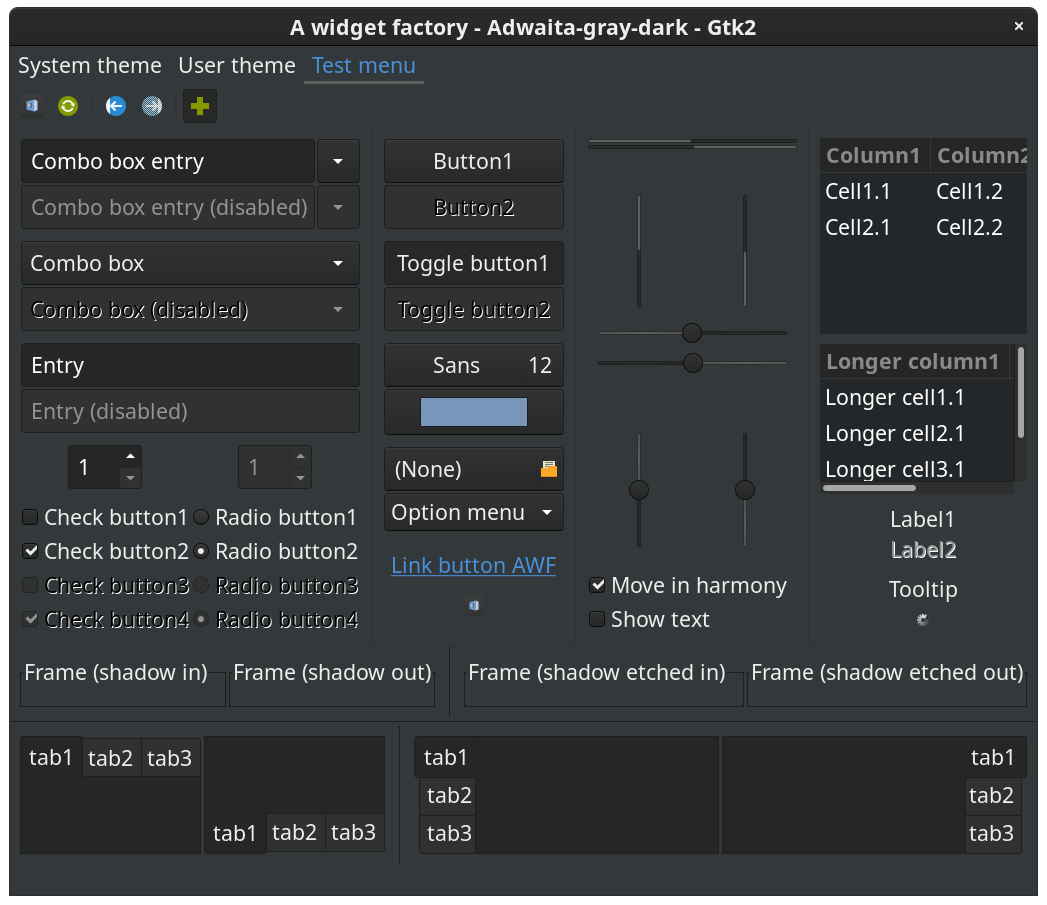 A widget factory - Adwaita-gray-dark - Gtk2
System theme User theme Test menu
Combo box entry
Combo box entry (disabled)
Combo box
Combo box (disabled)
Entry
Entry (disabled)
1 1
Check button1 Radio button1
Check button2 Radio button2
Check button3 Radio button3
Check button4 Radio button4
Button1
Button2
Toggle button1
Toggle button2
Sans 12
(None)
Option menu
Link button AWF
Move in harmony
Show text
Column1 Column2
Cell1.1 Cell1.2
Cell2.1 Cell2.2
Longer column1
Longer cell1.1
Longer cell2.1
Longer cell3.1
Label1
Label2
Tooltip
Frame (shadow in) Frame (shadow out) Frame (shadow etched in) Frame (shadow etched out)
tab1 tab2 tab3
tab1 tab2 tab3
tab1
tab2
tab3
tab1
tab2
tab3